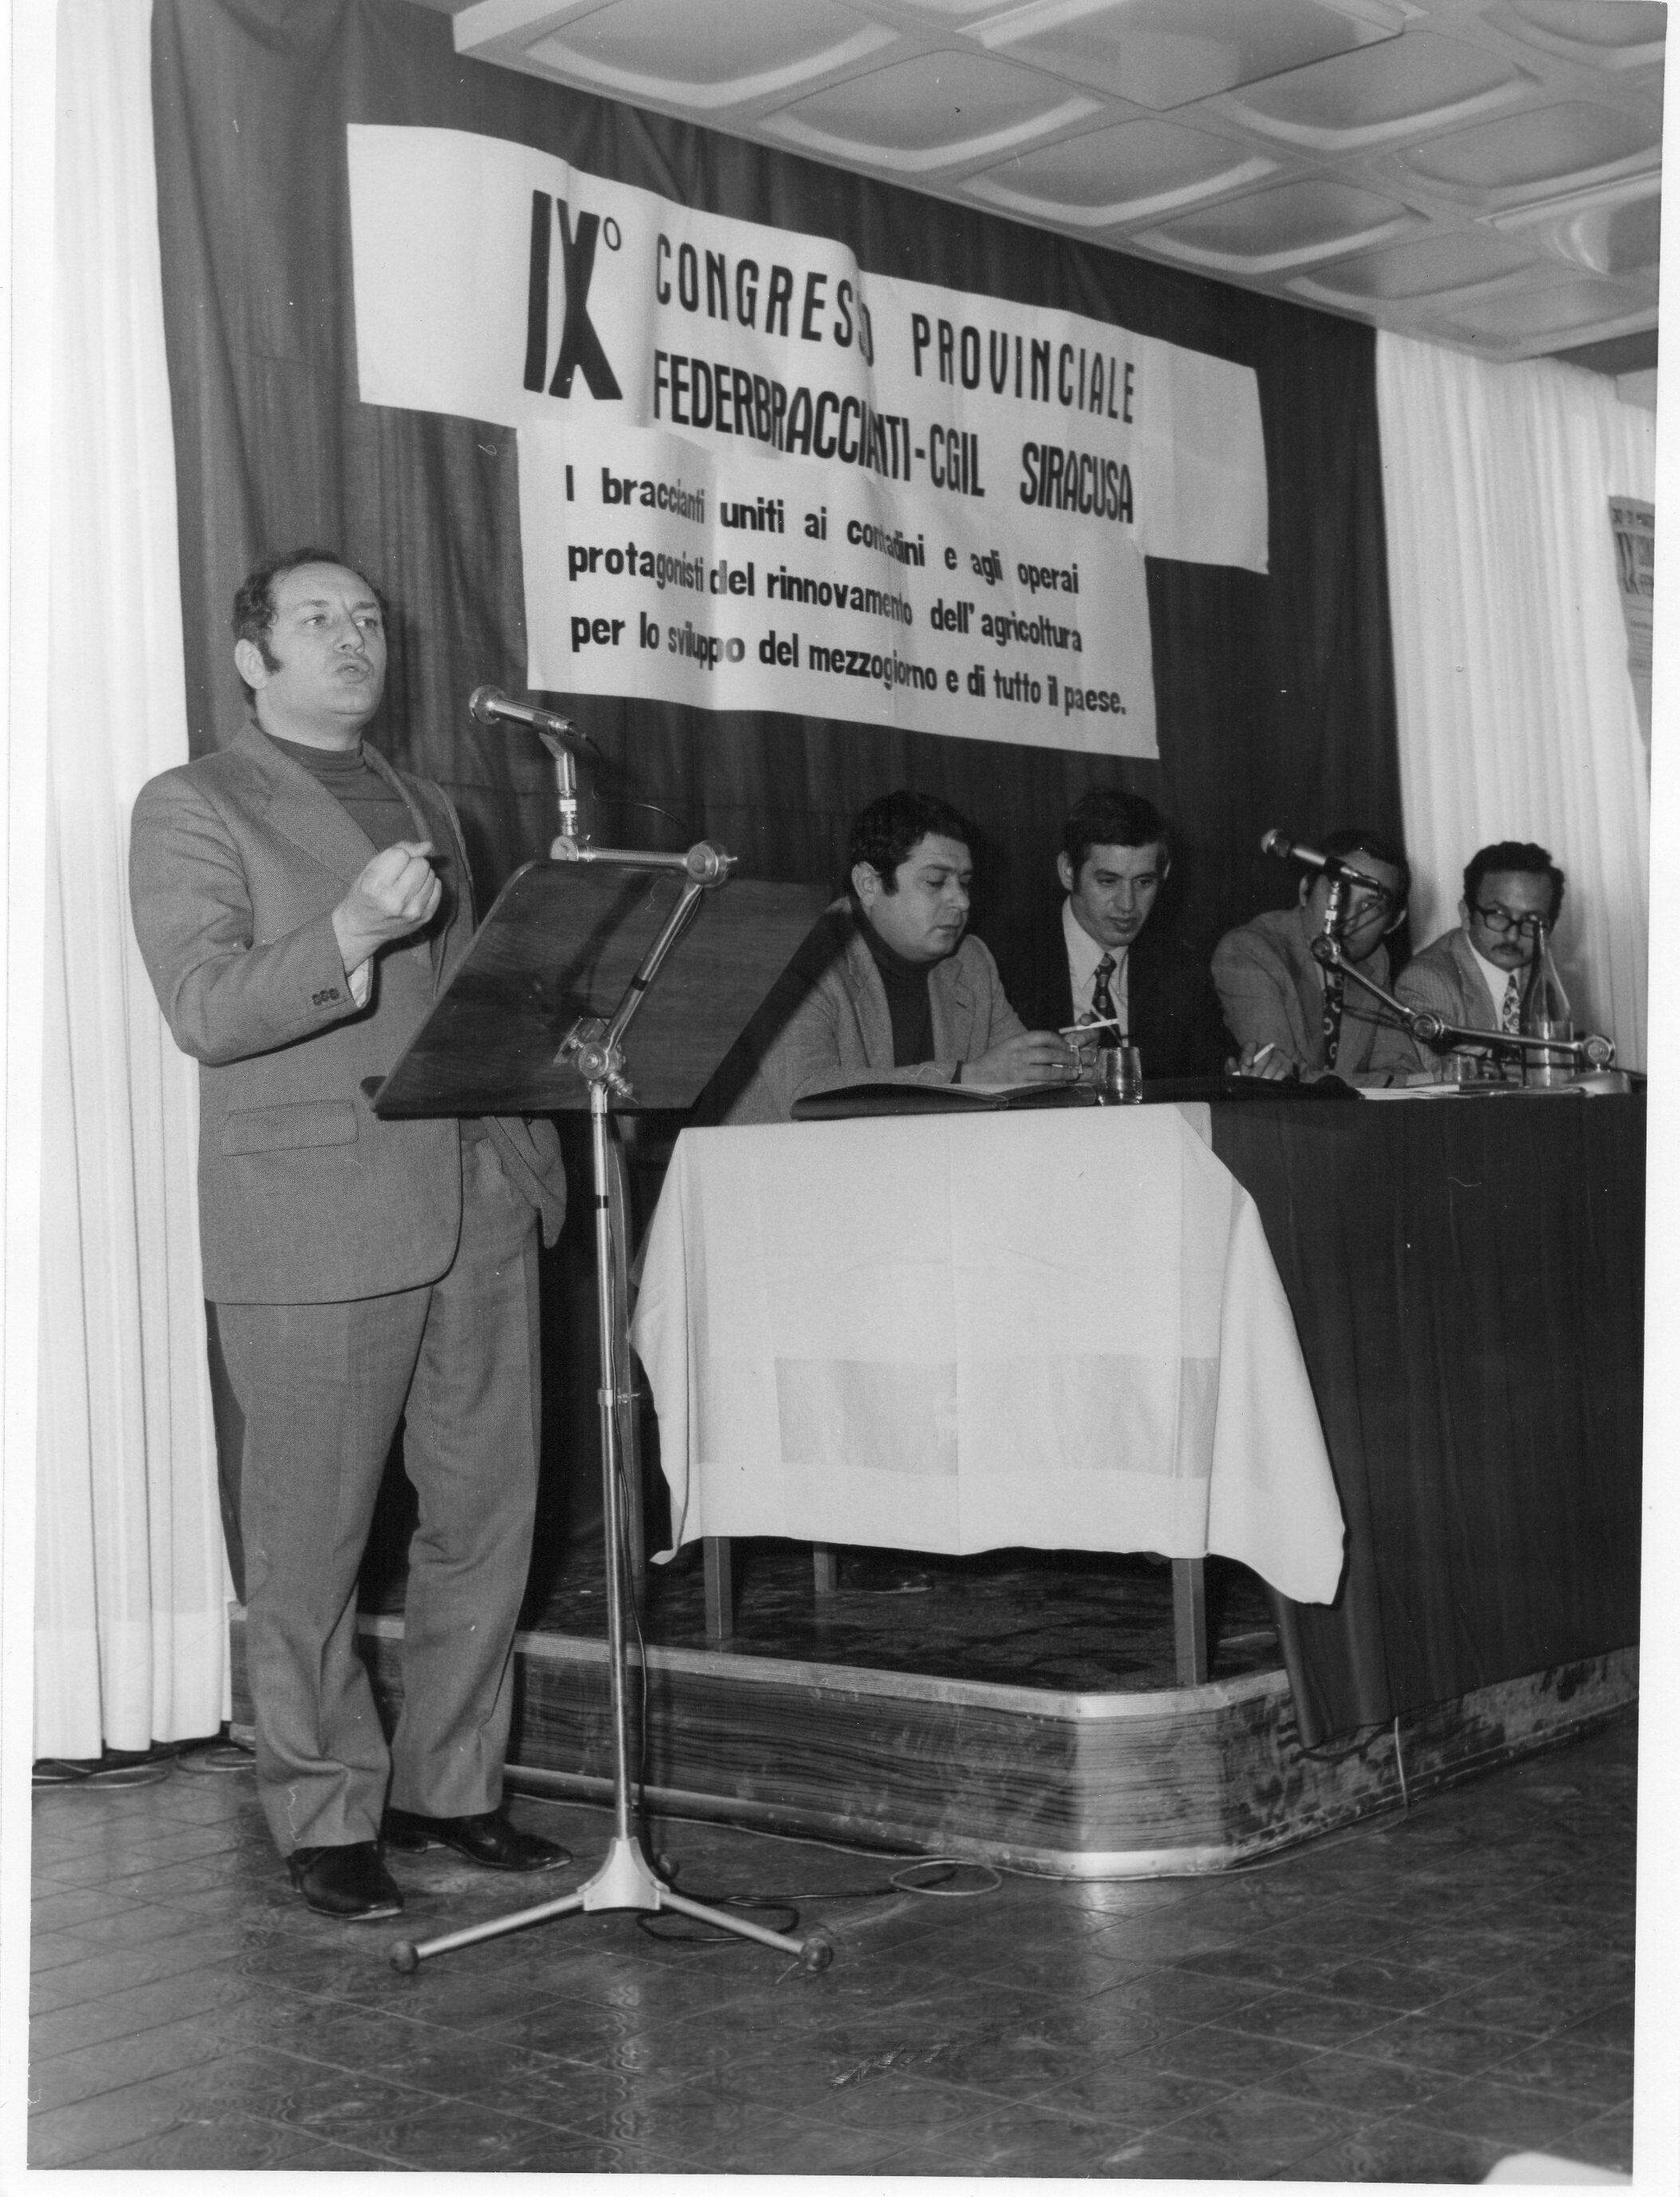 IX° CONGRESSO PROVINCIALE
FEDERBRACCIANTI-CGIL SIRACUSA
I braccianti uniti ai contadini e agli operai
protagonisti del rinnovamento dell'agricoltura
per lo sviluppo del mezzogiorno e di tutto il paese.
IX